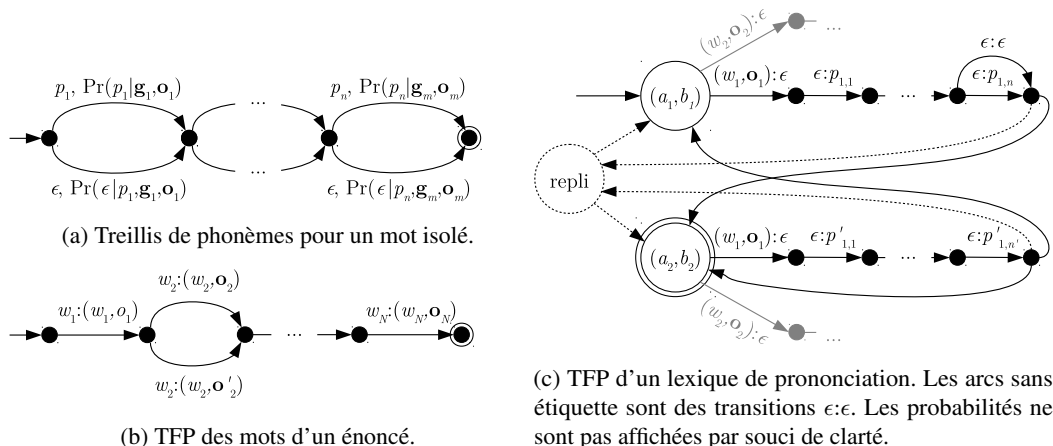 p₁, Pr(p₁|g₁,o₁)
...
pₙ, Pr(pₙ|gₘ,oₘ)
...
ϵ, Pr(ϵ|p₁,g₁,o₁)
ϵ, Pr(ϵ|pₙ,gₘ,oₘ)
(a) Treillis de phonèmes pour un mot isolé.
w₂:(w₂,o₂)
w₁:(w₁,o₁)
...
w_N:(w_N,o_N)
w₂:(w₂,o'₂)
(b) TFP des mots d'un énoncé.
(w₂,o₂):ϵ
...
ϵ:ϵ
(a₁,b₁)
(w₁,o₁):ϵ
ϵ:p₁,₁
...
ϵ:p₁,ₙ
repli
(a₂,b₂)
(w₁,o₁):ϵ
ϵ:p'₁,₁
...
ϵ:p'₁,ₙ'
(w₂,o₂):ϵ
...
(c) TFP d'un lexique de prononciation. Les arcs sans
étiquette sont des transitions ϵ:ϵ. Les probabilités ne
sont pas affichées par souci de clarté.